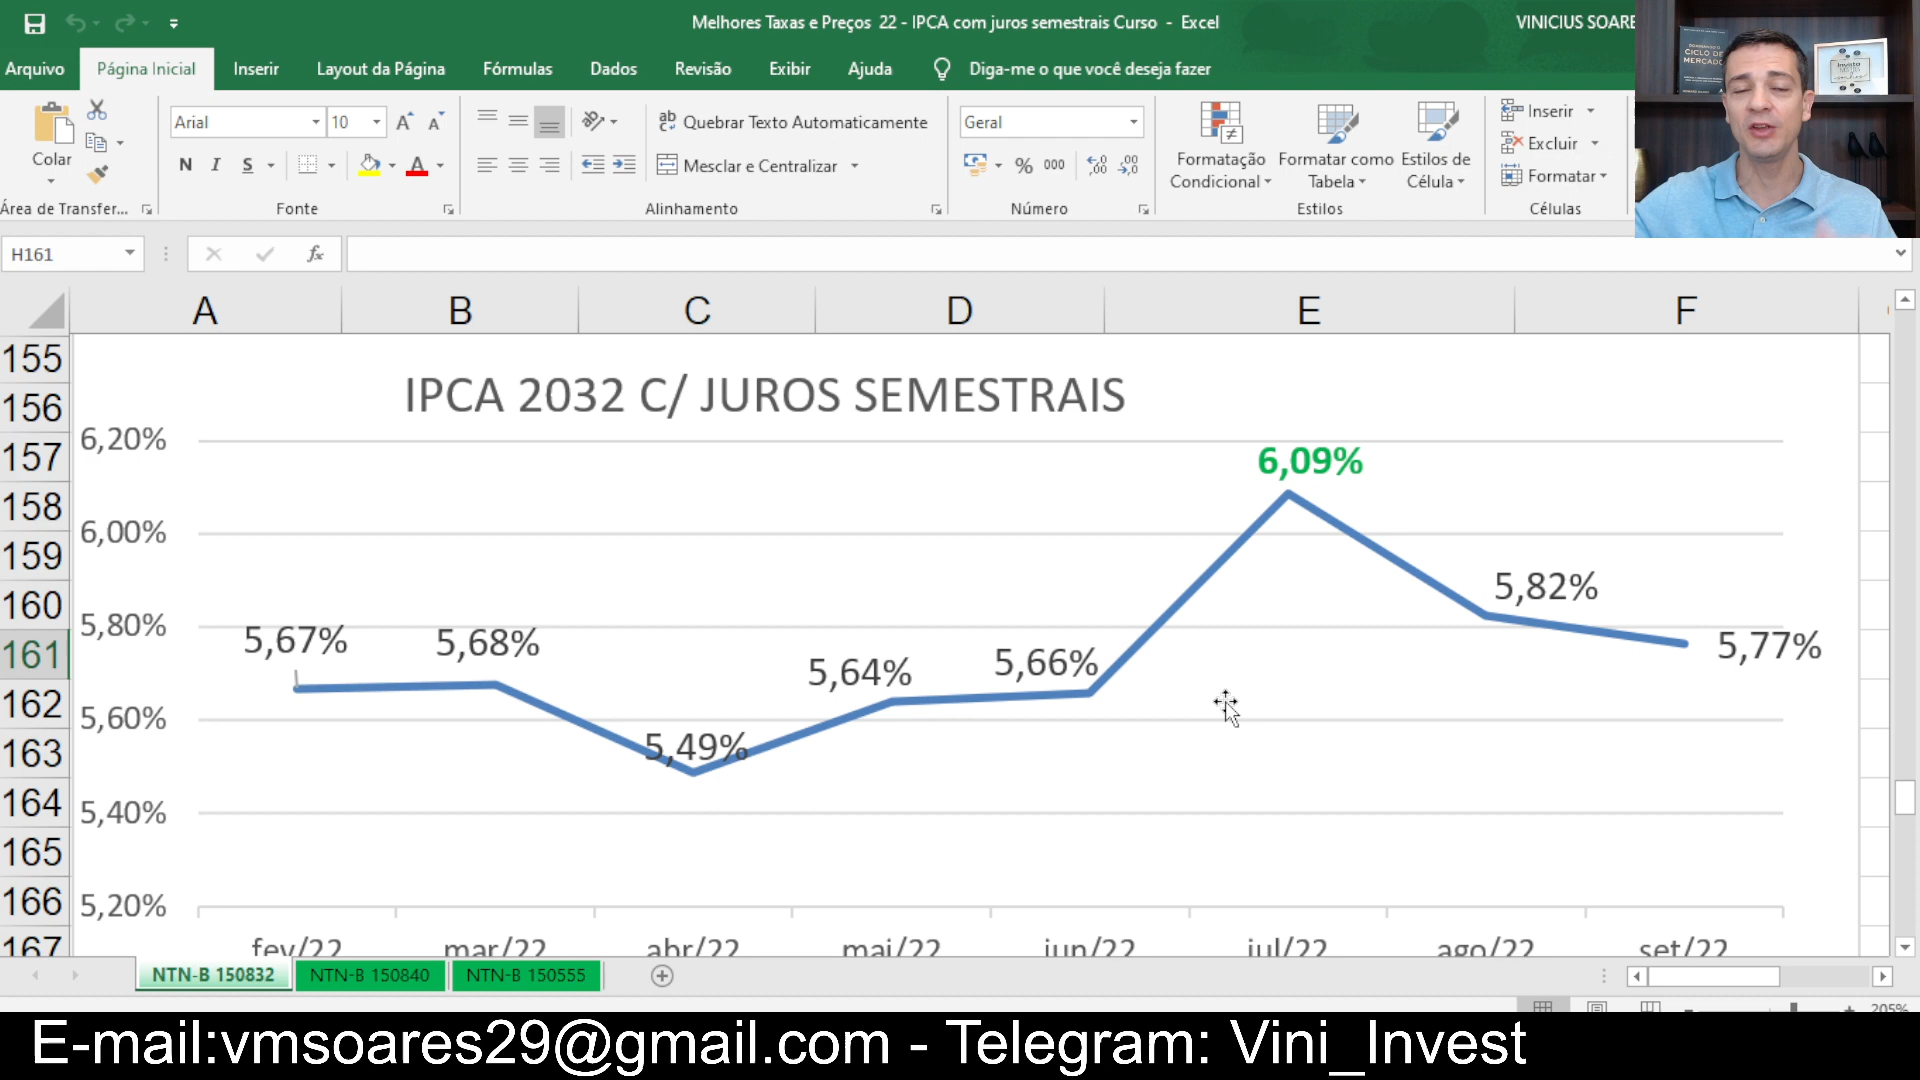 Melhores Taxas e Preços 22 - IPCA com juros semestrais Curso - Excel
VINICIUS SOARE
Arquivo Página Inicial Inserir Layout da Página Fórmulas Dados Revisão Exibir Ajuda Diga-me o que você deseja fazer
Colar
Arial 10
N I S
Quebrar Texto Automaticamente
Mesclar e Centralizar
Geral
% 000
Formatação Condicional
Formatar como Tabela
Estilos de Célula
Inserir
Excluir
Formatar
Área de Transfer... Fonte Alinhamento Número Estilos Células
CICLO DE
MERCADO
H161 fx
A B C D E F
155
156
157
158
159
160
161
162
163
164
165
166
167
IPCA 2032 C/ JUROS SEMESTRAIS
6,20%
6,00%
5,80%
5,60%
5,40%
5,20%
5,67% 5,68% 5,49% 5,64% 5,66% 6,09% 5,82% 5,77%
fev/22 mar/22 abr/22 mai/22 jun/22 jul/22 ago/22 set/22
NTN-B 150832 NTN-B 150840 NTN-B 150555
205%
E-mail:vmsoares29@gmail.com - Telegram: Vini_Invest